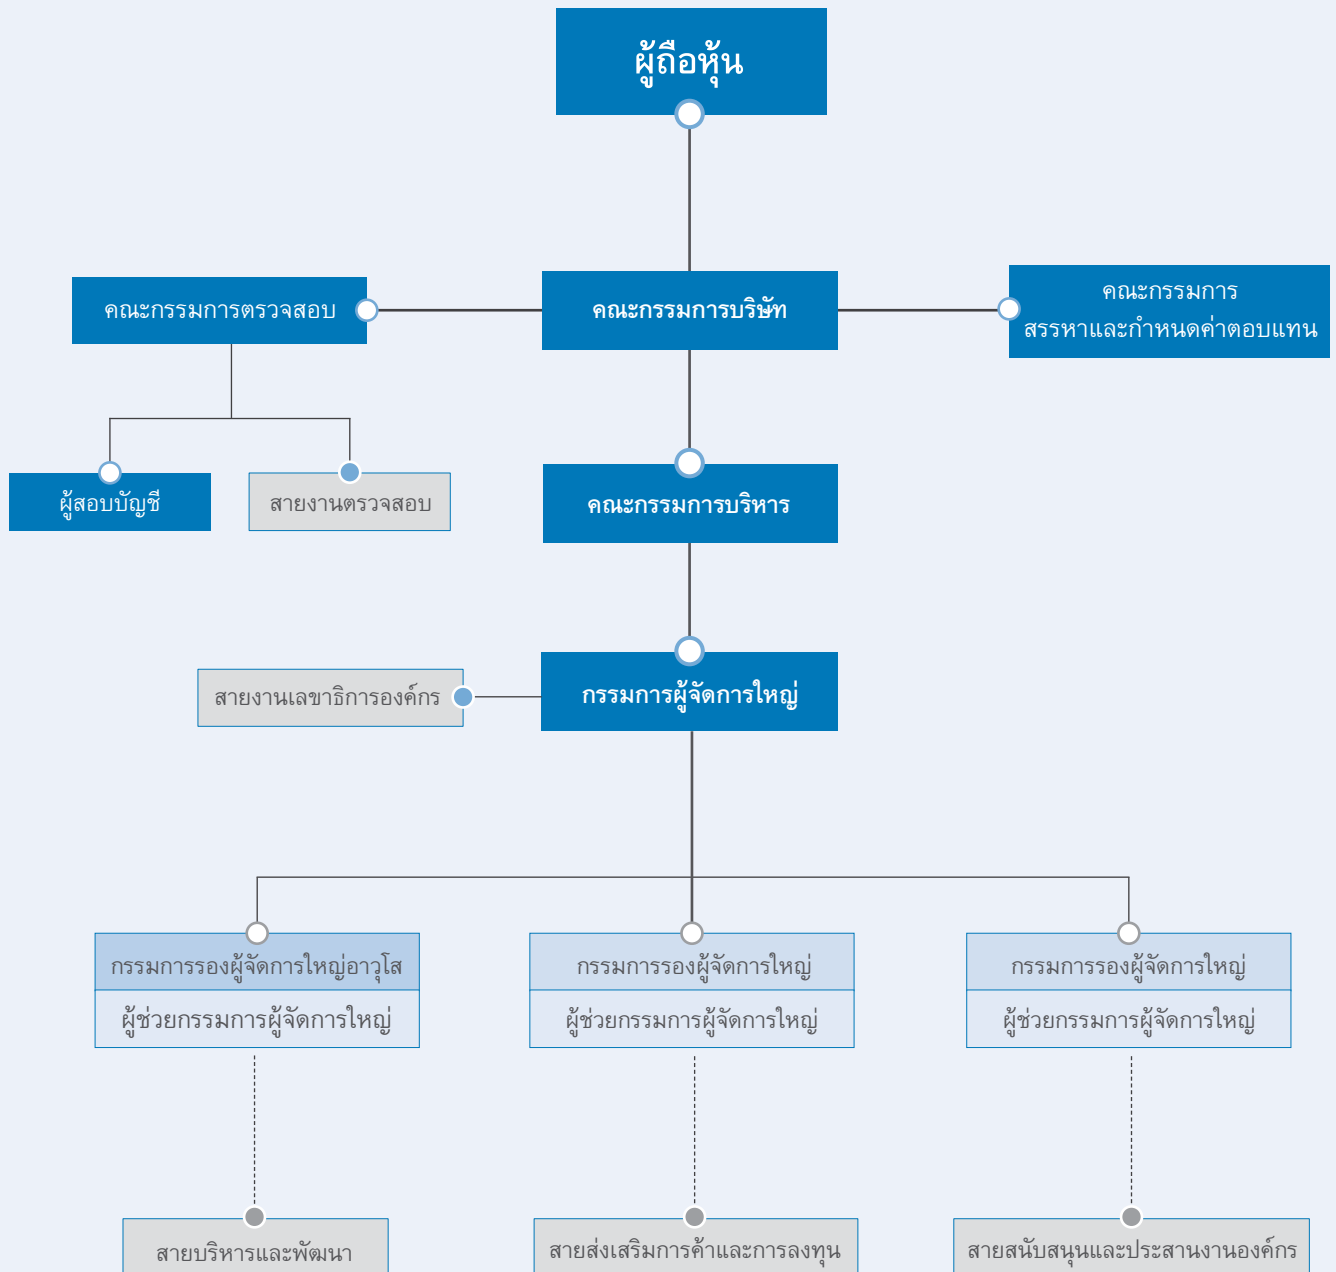 ผู้ถือหุ้น
คณะกรรมการตรวจสอบ
คณะกรรมการบริษัท
คณะกรรมการ
สรรหาและกำหนดค่าตอบแทน
ผู้สอบบัญชี
สายงานตรวจสอบ
คณะกรรมการบริหาร
สายงานเลขาธิการองค์กร
กรรมการผู้จัดการใหญ่
กรรมการรองผู้จัดการใหญ่อาวุโส
ผู้ช่วยกรรมการผู้จัดการใหญ่
กรรมการรองผู้จัดการใหญ่
ผู้ช่วยกรรมการผู้จัดการใหญ่
กรรมการรองผู้จัดการใหญ่
ผู้ช่วยกรรมการผู้จัดการใหญ่
สายบริหารและพัฒนา
สายส่งเสริมการค้าและการลงทุน
สายสนับสนุนและประสานงานองค์กร